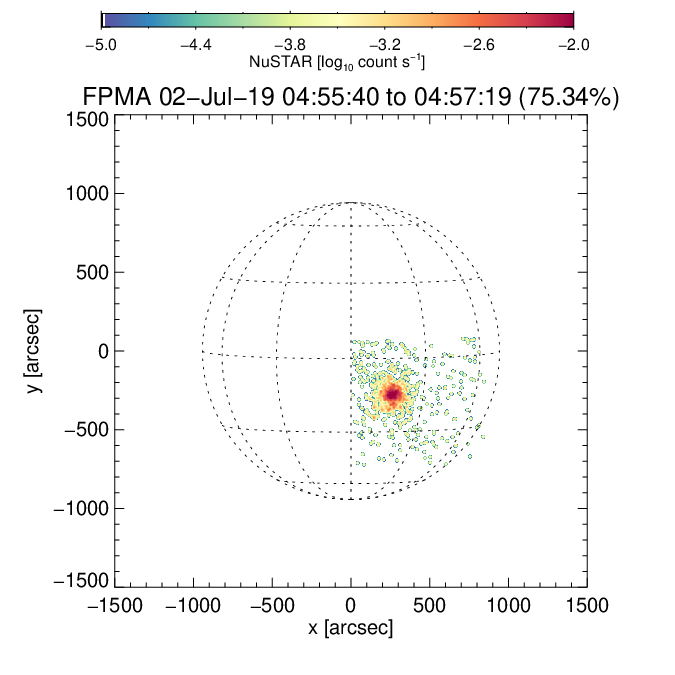 −5.0 −4.4 −3.8 −3.2 −2.6 −2.0
NuSTAR [log₁₀ count s⁻¹]
FPMA 02−Jul−19 04:55:40 to 04:57:19 (75.34%)
1500
1000
500
0
−500
−1000
−1500
y [arcsec]
−1500 −1000 −500 0 500 1000 1500
x [arcsec]